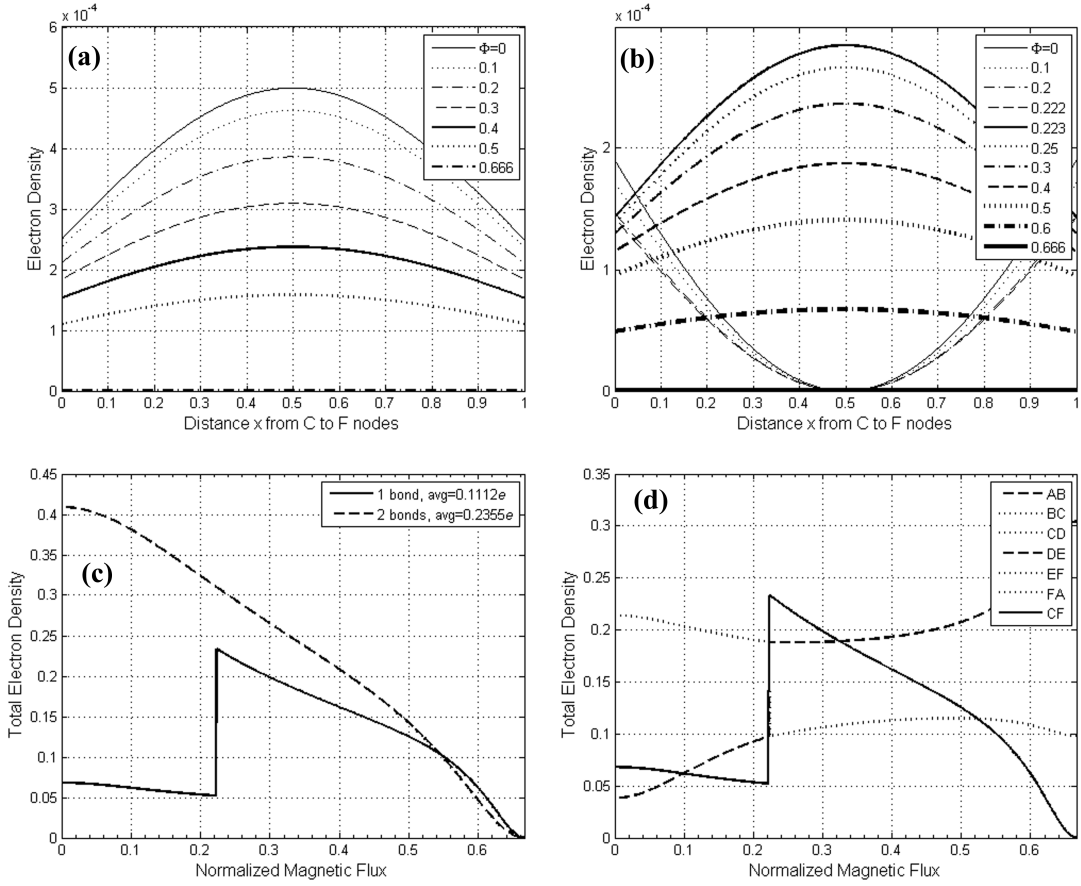 x 10⁻⁴
(a)
Φ=0
0.1
0.2
0.3
0.4
0.5
0.666
6
5
4
3
2
1
0
Electron Density
0 0.1 0.2 0.3 0.4 0.5 0.6 0.7 0.8 0.9 1
Distance x from C to F nodes
x 10⁻⁴
(b)
Φ=0
0.1
0.2
0.222
0.223
0.25
0.3
0.4
0.5
0.6
0.666
2
1
0
Electron Density
0 0.1 0.2 0.3 0.4 0.5 0.6 0.7 0.8 0.9 1
Distance x from C to F nodes
(c)
1 bond, avg=0.1112e
2 bonds, avg=0.2355e
0.45
0.4
0.35
0.3
0.25
0.2
0.15
0.1
0.05
0
Total Electron Density
0 0.1 0.2 0.3 0.4 0.5 0.6
Normalized Magnetic Flux
(d)
AB
BC
CD
DE
EF
FA
CF
0.35
0.3
0.25
0.2
0.15
0.1
0.05
0
Total Electron Density
0 0.1 0.2 0.3 0.4 0.5 0.6
Normalized Magnetic Flux